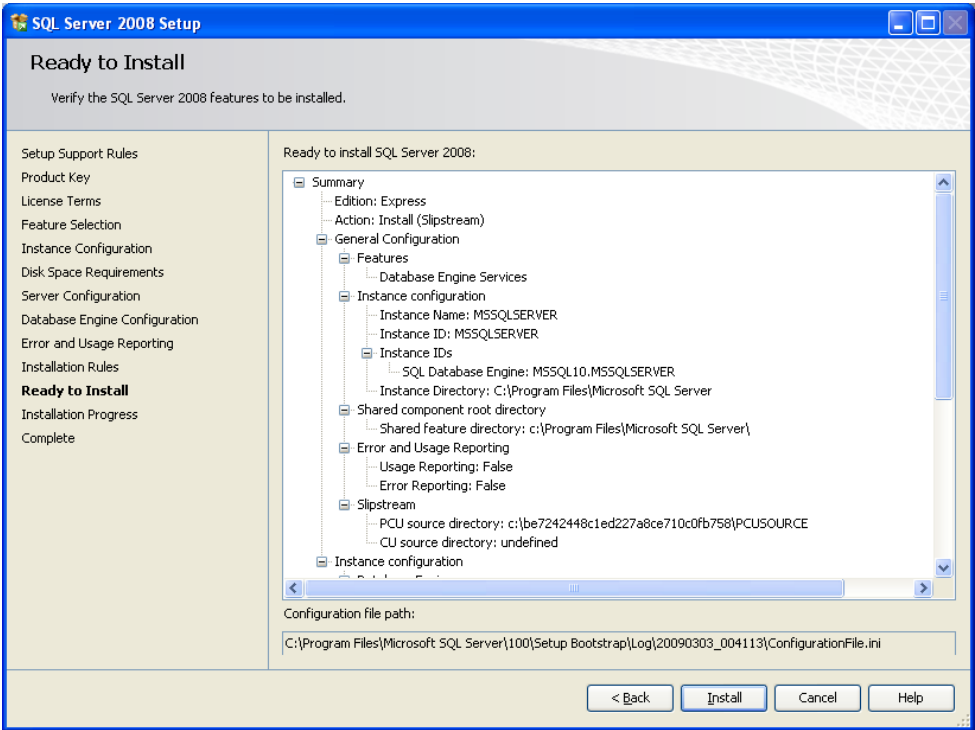 SQL Server 2008 Setup
Ready to Install
Verify the SQL Server 2008 features to be installed.
Setup Support Rules
Product Key
License Terms
Feature Selection
Instance Configuration
Disk Space Requirements
Server Configuration
Database Engine Configuration
Error and Usage Reporting
Installation Rules
Ready to Install
Installation Progress
Complete
Ready to install SQL Server 2008:
Summary
Edition: Express
Action: Install (Slipstream)
General Configuration
Features
Database Engine Services
Instance configuration
Instance Name: MSSQLSERVER
Instance ID: MSSQLSERVER
Instance IDs
SQL Database Engine: MSSQL10.MSSQLSERVER
Instance Directory: C:\Program Files\Microsoft SQL Server
Shared component root directory
Shared feature directory: c:\Program Files\Microsoft SQL Server\
Error and Usage Reporting
Usage Reporting: False
Error Reporting: False
Slipstream
PCU source directory: c:\be7242448c1ed227a8ce710c0fb758\PCUSOURCE
CU source directory: undefined
Instance configuration
Configuration file path:
C:\Program Files\Microsoft SQL Server\100\Setup Bootstrap\Log\20090303_004113\ConfigurationFile.ini
< Back
Install
Cancel
Help